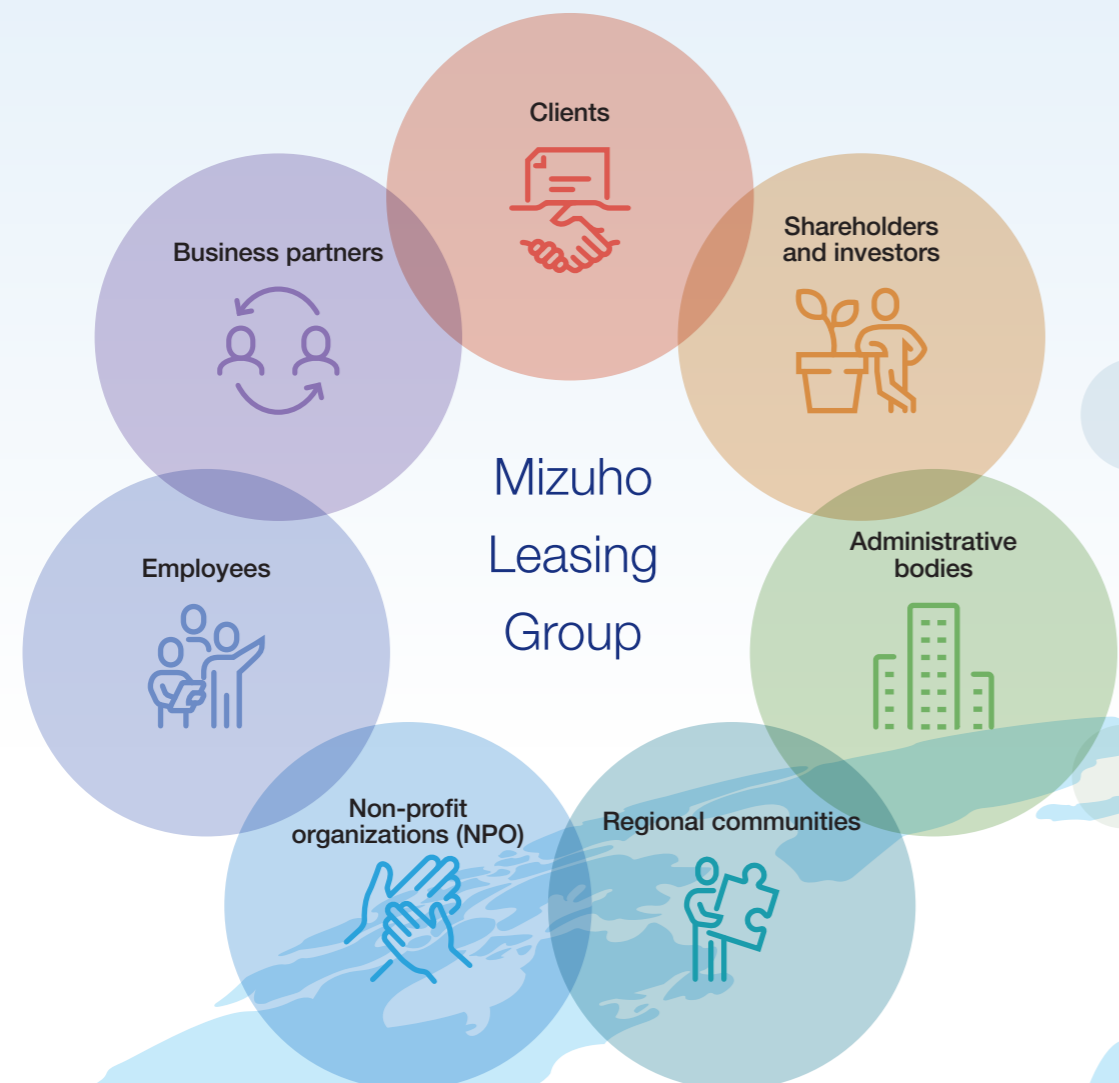 Clients
Business partners
Shareholders
and investors
Mizuho
Leasing
Group
Employees
Administrative
bodies
Non-profit
organizations (NPO)
Regional communities